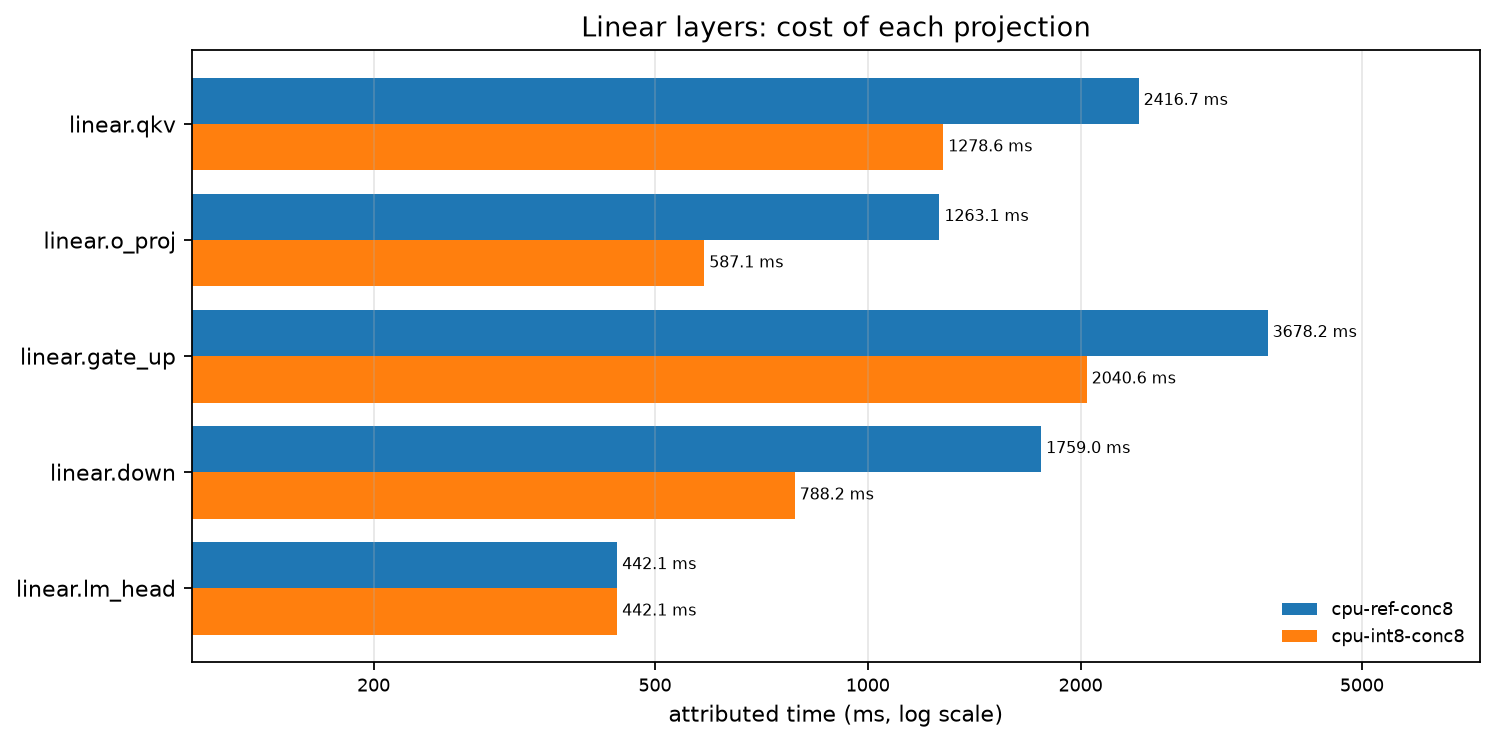 Linear layers: cost of each projection
linear.qkv
2416.7 ms
1278.6 ms
linear.o_proj
1263.1 ms
587.1 ms
linear.gate_up
3678.2 ms
2040.6 ms
linear.down
1759.0 ms
788.2 ms
linear.lm_head
442.1 ms
442.1 ms
cpu-ref-conc8
cpu-int8-conc8
200 500 1000 2000 5000
attributed time (ms, log scale)